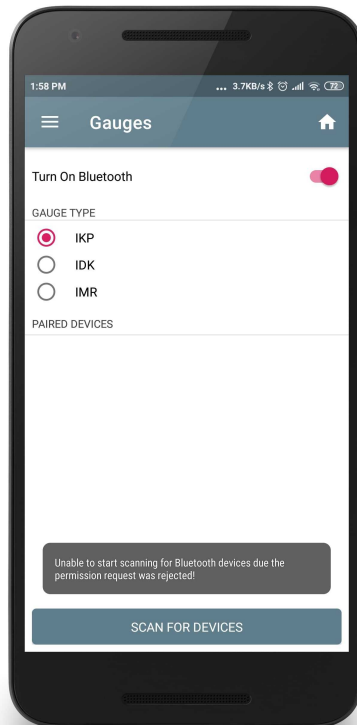 1:58 PM ... 3.7KB/s 72
Gauges
Turn On Bluetooth
GAUGE TYPE
IKP
IDK
IMR
PAIRED DEVICES
Unable to start scanning for Bluetooth devices due the
permission request was rejected!
SCAN FOR DEVICES